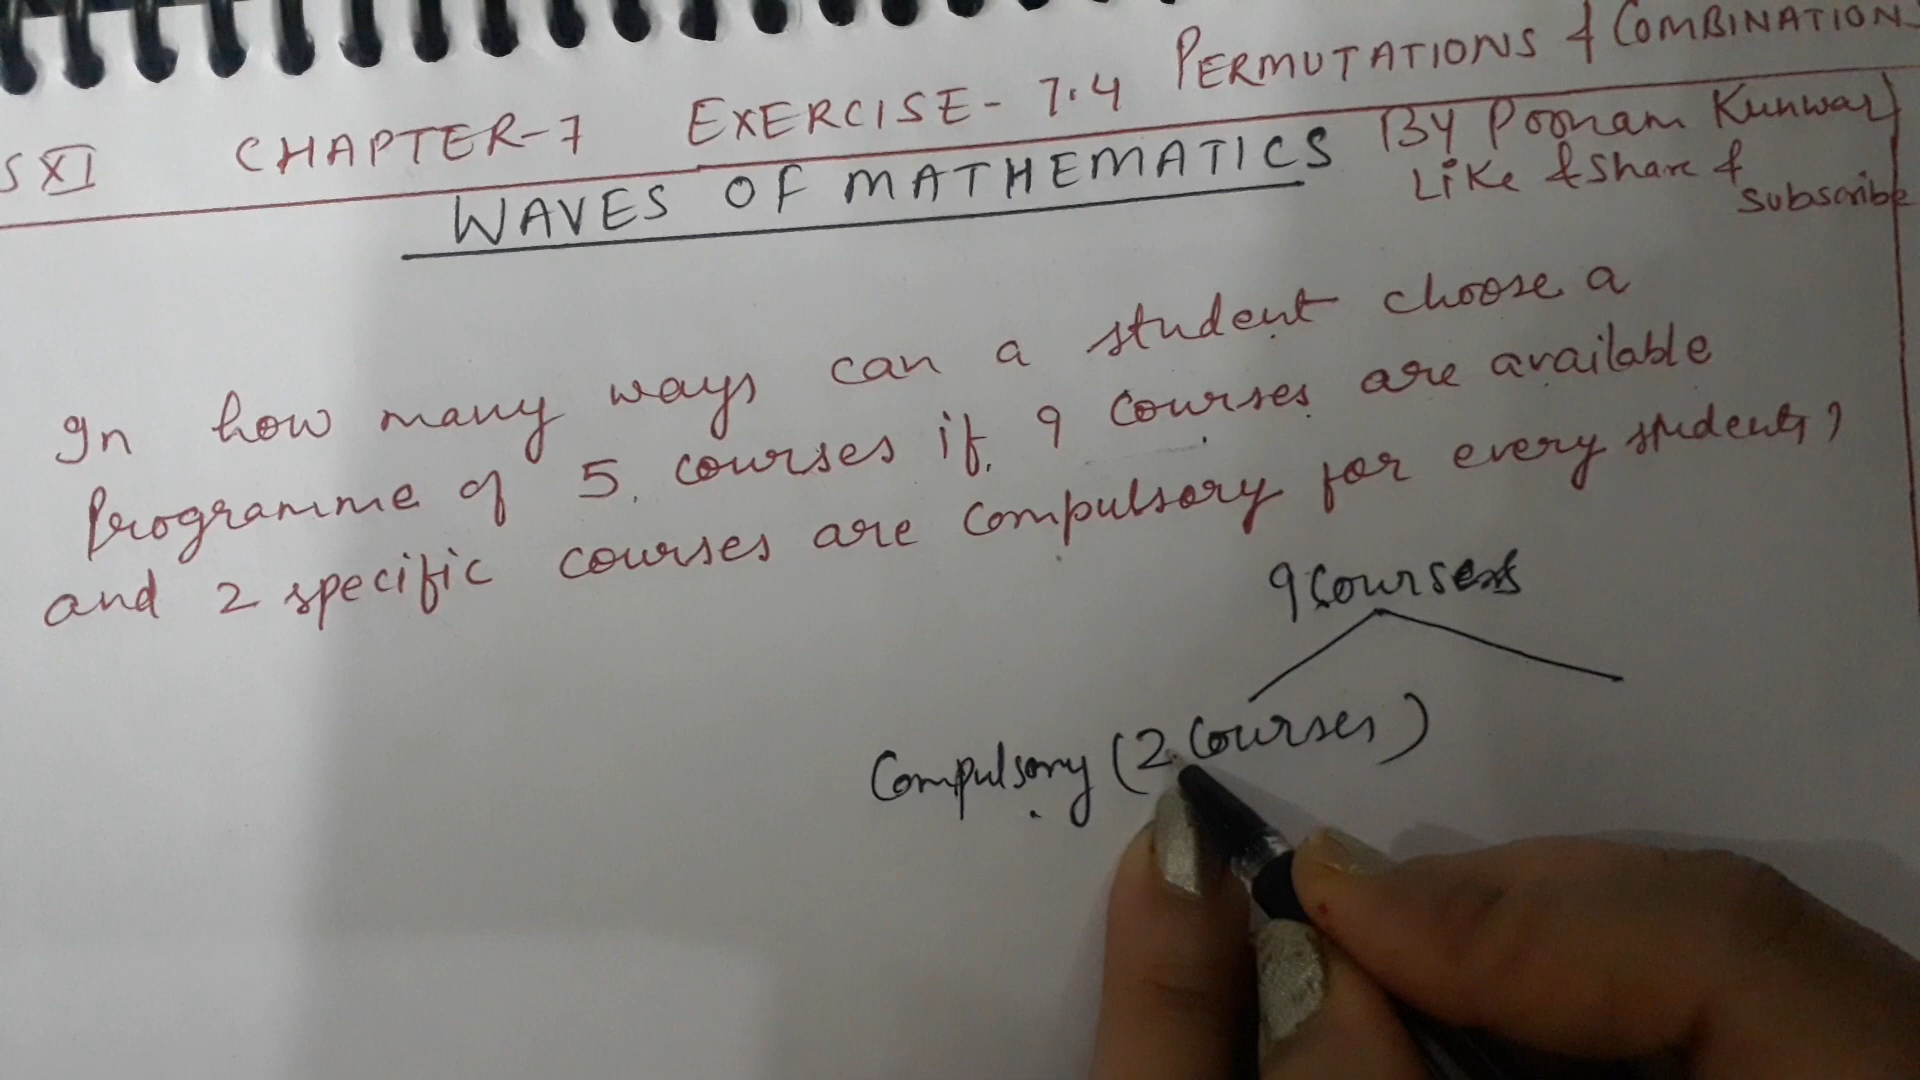 S XI CHAPTER-7 EXERCISE-7.4 PERMUTATIONS & COMBINATION
WAVES OF MATHEMATICS
By Poonam Kunwar
Like & Share &
subscribe
In how many ways can a student choose a
Programme of 5 courses if 9 courses are available
and 2 specific courses are compulsory for every student?
9 Courses
Compulsory (2 Courses)